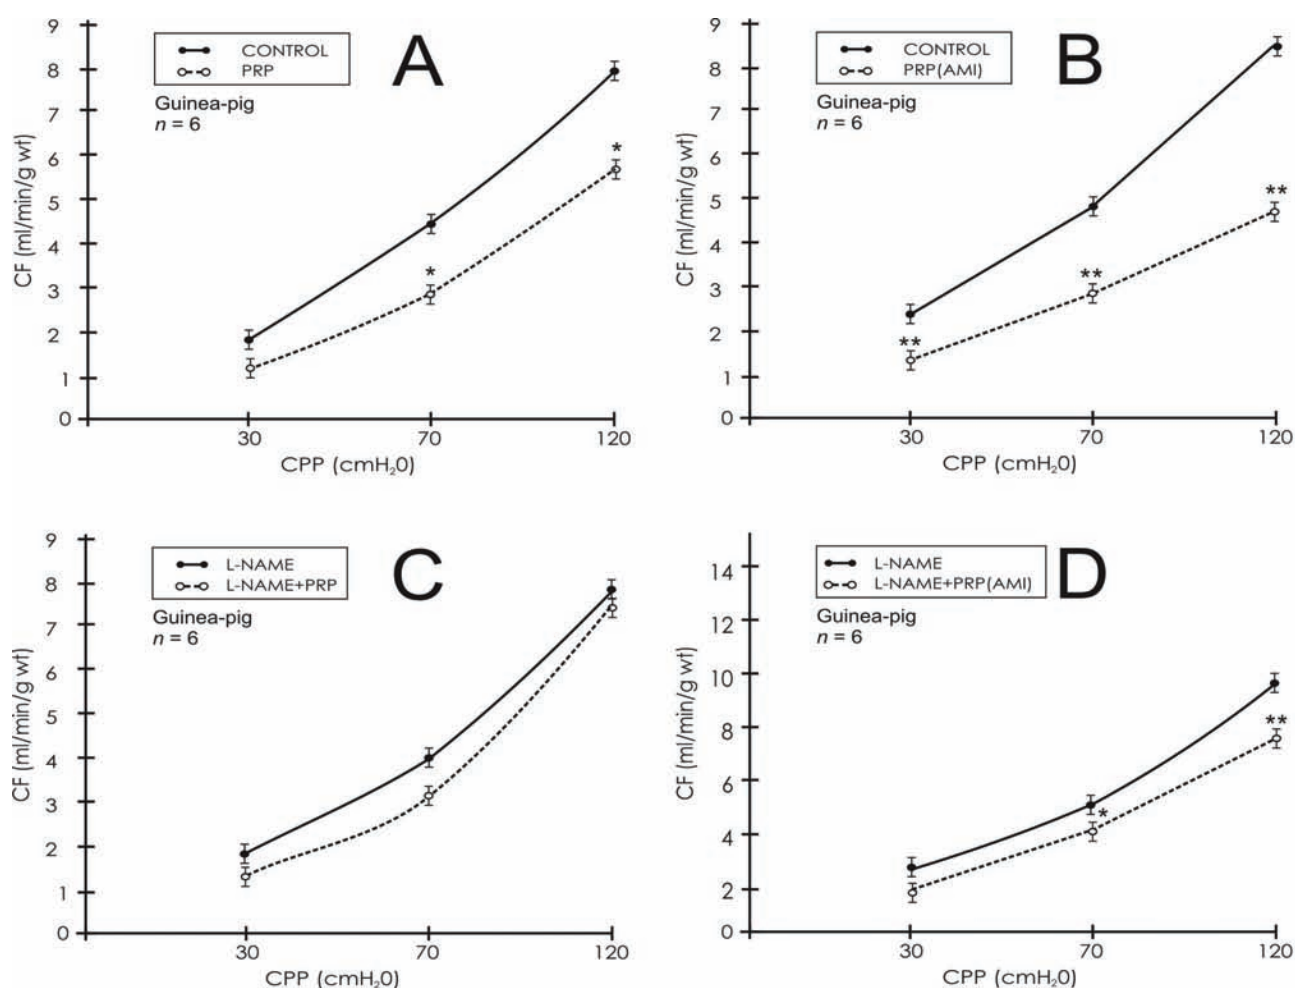 A
CONTROL
PRP
Guinea-pig
n = 6
CF (ml/min/g wt)
9
8
7
6
5
4
3
2
1
0
*
*
30
70
120
CPP (cmH₂0)
B
CONTROL
PRP(AMI)
Guinea-pig
n = 6
CF (ml/min/g wt)
9
8
7
6
5
4
3
2
1
0
**
**
**
30
70
120
CPP (cmH₂0)
C
L-NAME
L-NAME+PRP
Guinea-pig
n = 6
CF (ml/min/g wt)
9
8
7
6
5
4
3
2
1
0
30
70
120
CPP (cmH₂0)
D
L-NAME
L-NAME+PRP(AMI)
Guinea-pig
n = 6
CF (ml/min/g wt)
14
12
10
8
6
4
2
0
*
**
30
70
120
CPP (cmH₂0)